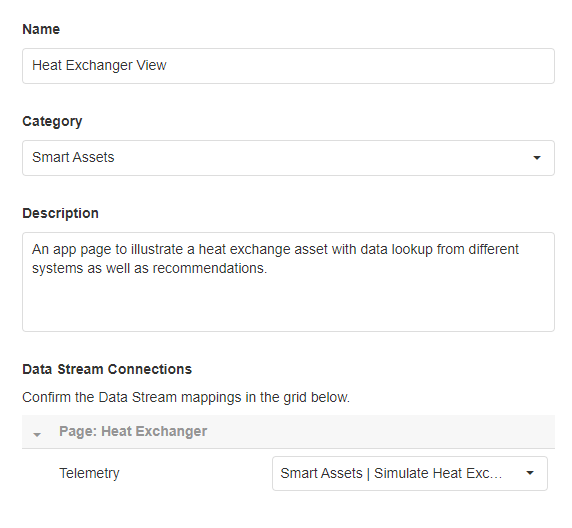 Name
Heat Exchanger View
Category
Smart Assets
Description
An app page to illustrate a heat exchange asset with data lookup from different
systems as well as recommendations.
Data Stream Connections
Confirm the Data Stream mappings in the grid below.
Page: Heat Exchanger
Telemetry
Smart Assets | Simulate Heat Exc...